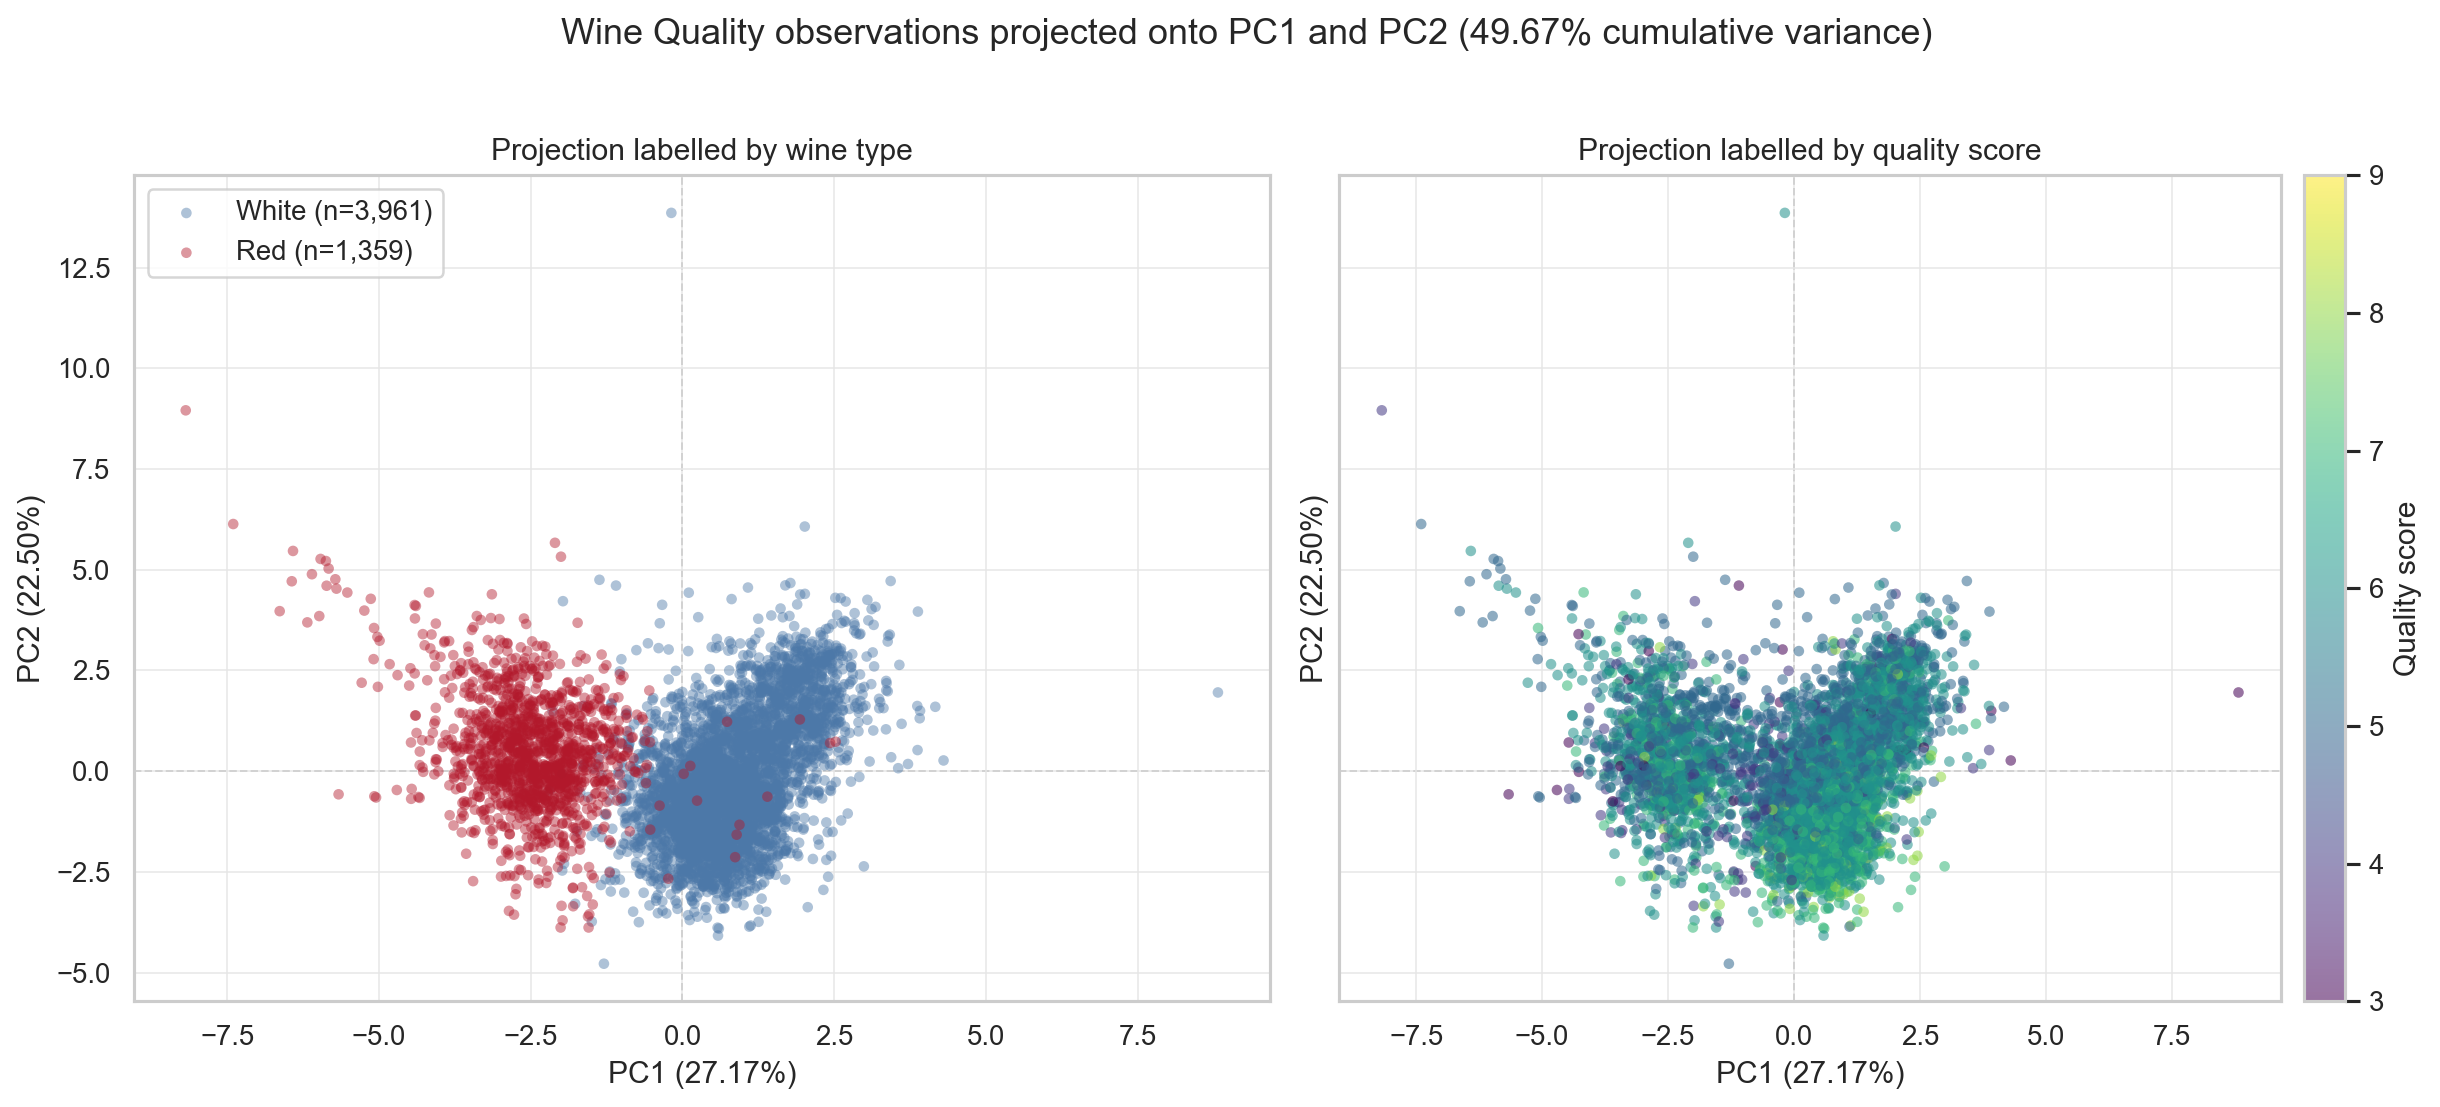 Wine Quality observations projected onto PC1 and PC2 (49.67% cumulative variance)
Projection labelled by wine type
White (n=3,961)
Red (n=1,359)
12.5
10.0
7.5
5.0
2.5
0.0
−2.5
−5.0
PC2 (22.50%)
−7.5
−5.0
−2.5
0.0
2.5
5.0
7.5
PC1 (27.17%)
Projection labelled by quality score
PC2 (22.50%)
−7.5
−5.0
−2.5
0.0
2.5
5.0
7.5
PC1 (27.17%)
9
8
7
6
5
4
3
Quality score